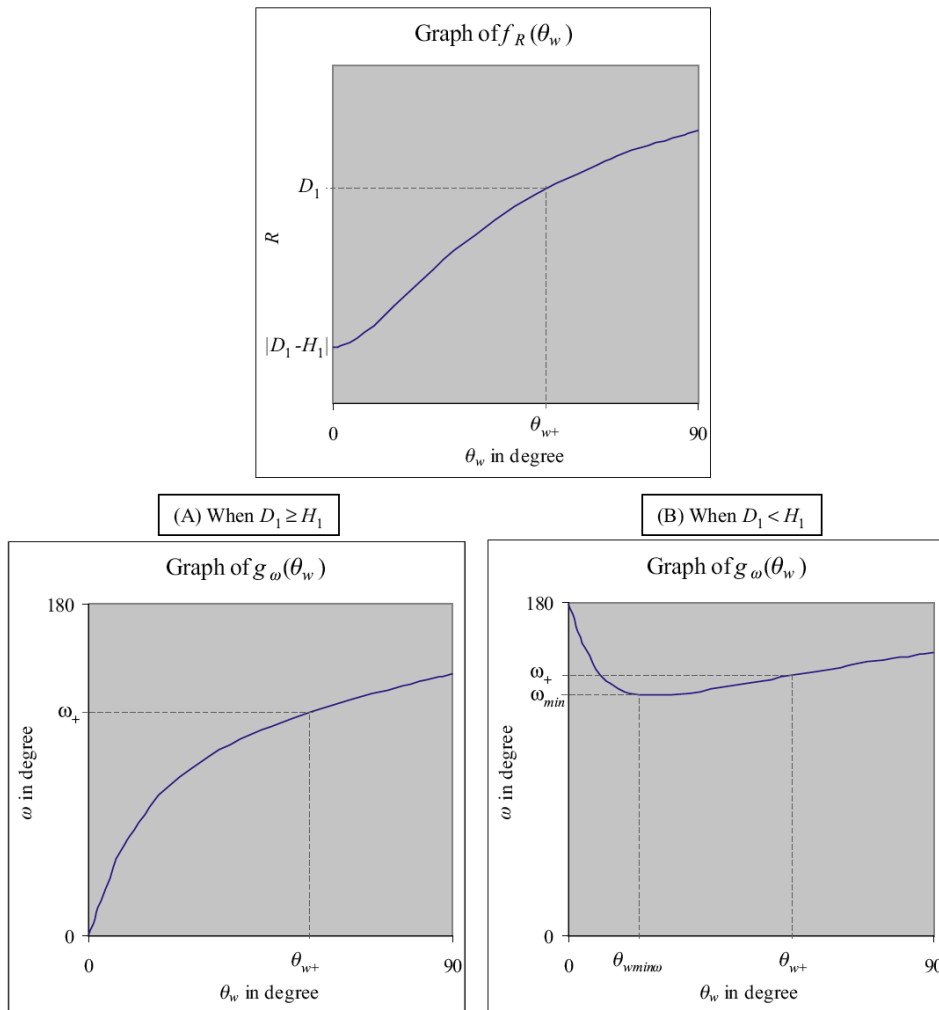 Graph of f_R(θ_w)
D_1
R
|D_1 - H_1|
θ_w+
0
90
θ_w in degree
(A) When D_1 ≥ H_1
(B) When D_1 < H_1
Graph of g_ω(θ_w)
180
ω_+
ω in degree
0
0
θ_w+
90
θ_w in degree
Graph of g_ω(θ_w)
180
ω_+
ω_min
ω in degree
0
0
θ_wminω
θ_w+
90
θ_w in degree